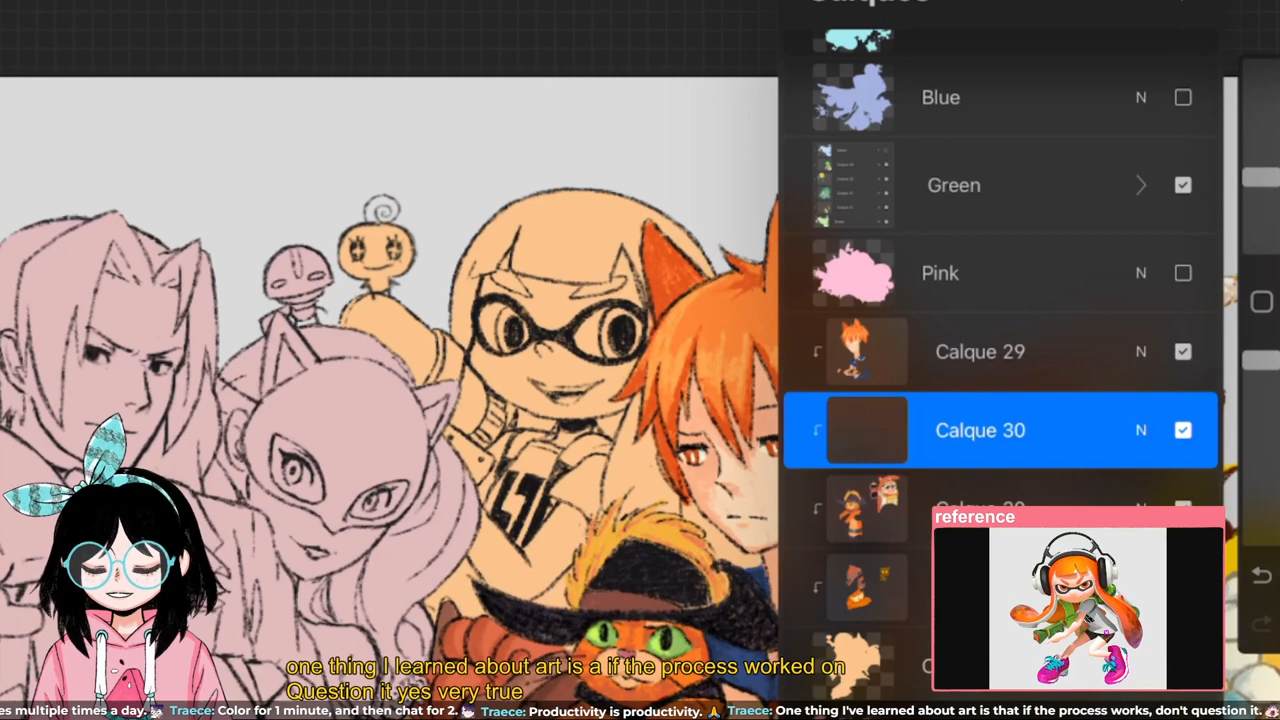 Blue N
Green
Pink N
Calque 29 N
Calque 30 N
reference
one thing I learned about art is a if the process worked on
Question it yes very true
es multiple times a day. Traece: Color for 1 minute, and then chat for 2. Traece: Productivity is productivity. 🙏 Traece: One thing I've learned about art is that if the process works, don't question it.